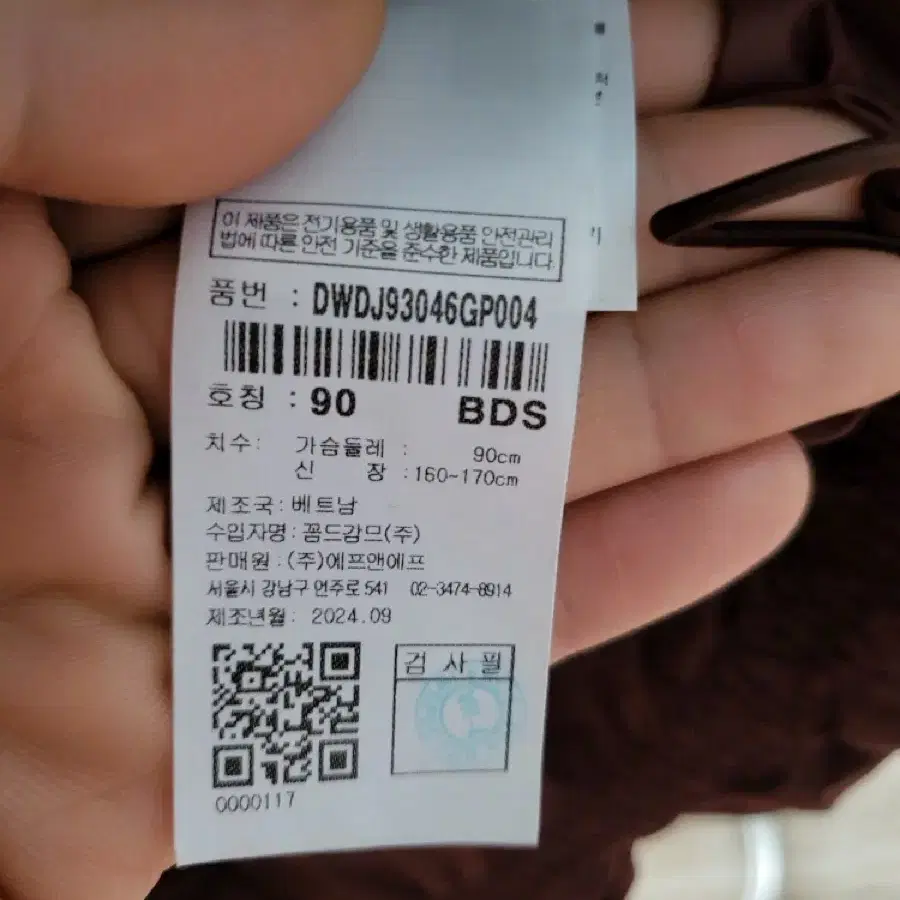 이 제품은 전기용품 및 생활용품 안전관리
법에 따른 안전 기준을 준수한 제품입니다.
품번 : DWDJ93046GP004
호칭 : 90 BDS
치수: 가슴둘레 : 90cm
신 장 :160~170cm
제조국: 베트남
수입자명 : 꼼드감므(주)
판매원 : (주)에프앤에프
서울시 강남구 언주로 541 02-3474-8914
제조년월: 2024.09
검 사 필
0000117